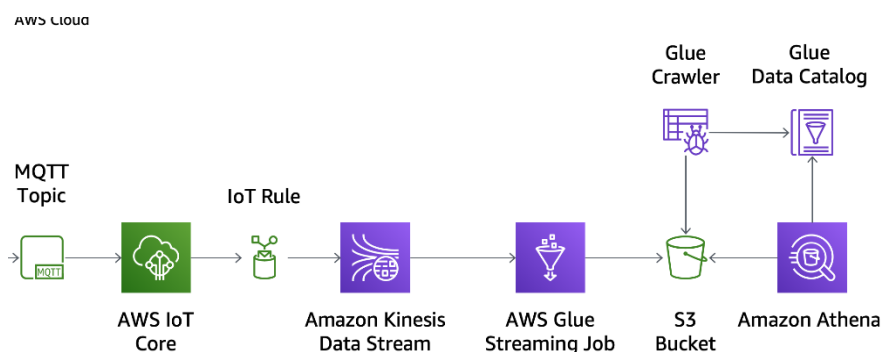 AWS Cloud
Glue
Crawler
Glue
Data Catalog
MQTT
Topic
IoT Rule
MQTT
AWS IoT
Core
Amazon Kinesis
Data Stream
AWS Glue
Streaming Job
S3
Bucket
Amazon Athena